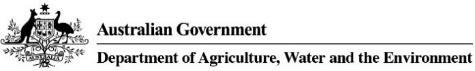 Australian Government
Department of Agriculture, Water and the Environment